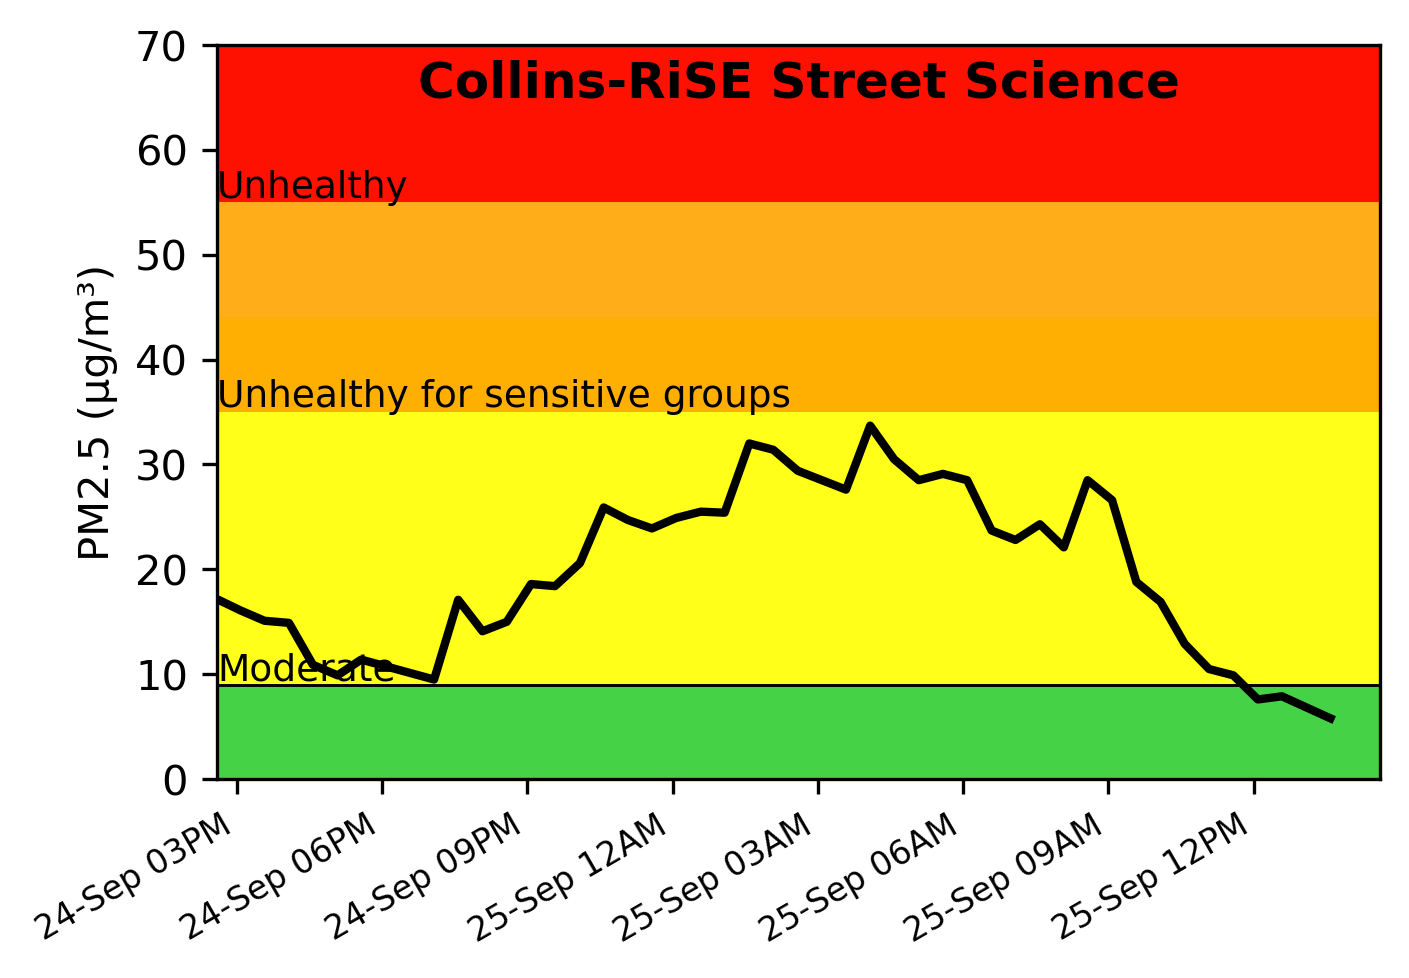 Collins-RiSE Street Science
70
60
Unhealthy
50
40
Unhealthy for sensitive groups
30
20
Moderate
10
0
PM2.5 (µg/m³)
24-Sep 03PM
24-Sep 06PM
24-Sep 09PM
25-Sep 12AM
25-Sep 03AM
25-Sep 06AM
25-Sep 09AM
25-Sep 12PM